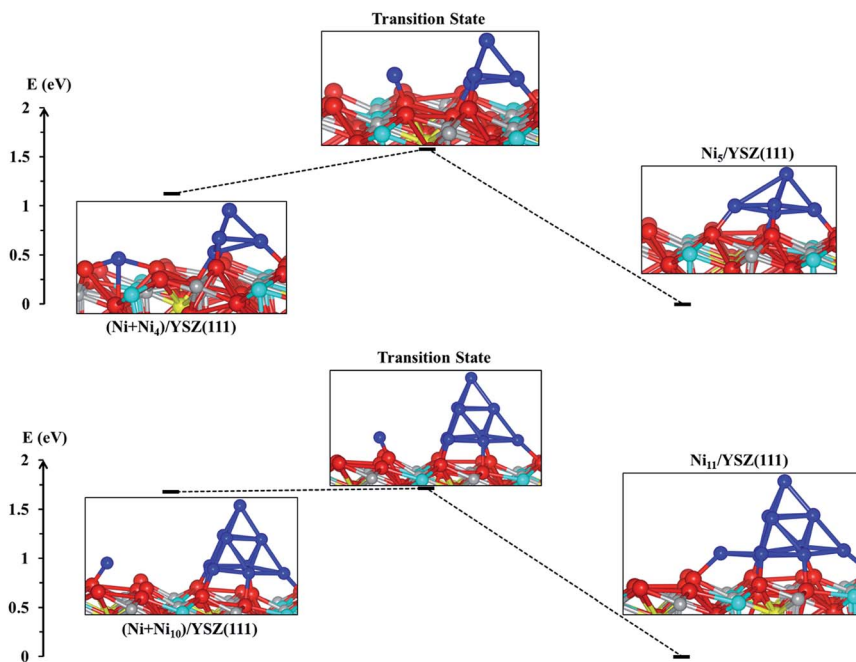 Transition State
E (eV)
2
1.5
1
0.5
0
Ni₅/YSZ(111)
(Ni+Ni₄)/YSZ(111)
Transition State
E (eV)
2
1.5
1
0.5
0
Ni₁₁/YSZ(111)
(Ni+Ni₁₀)/YSZ(111)